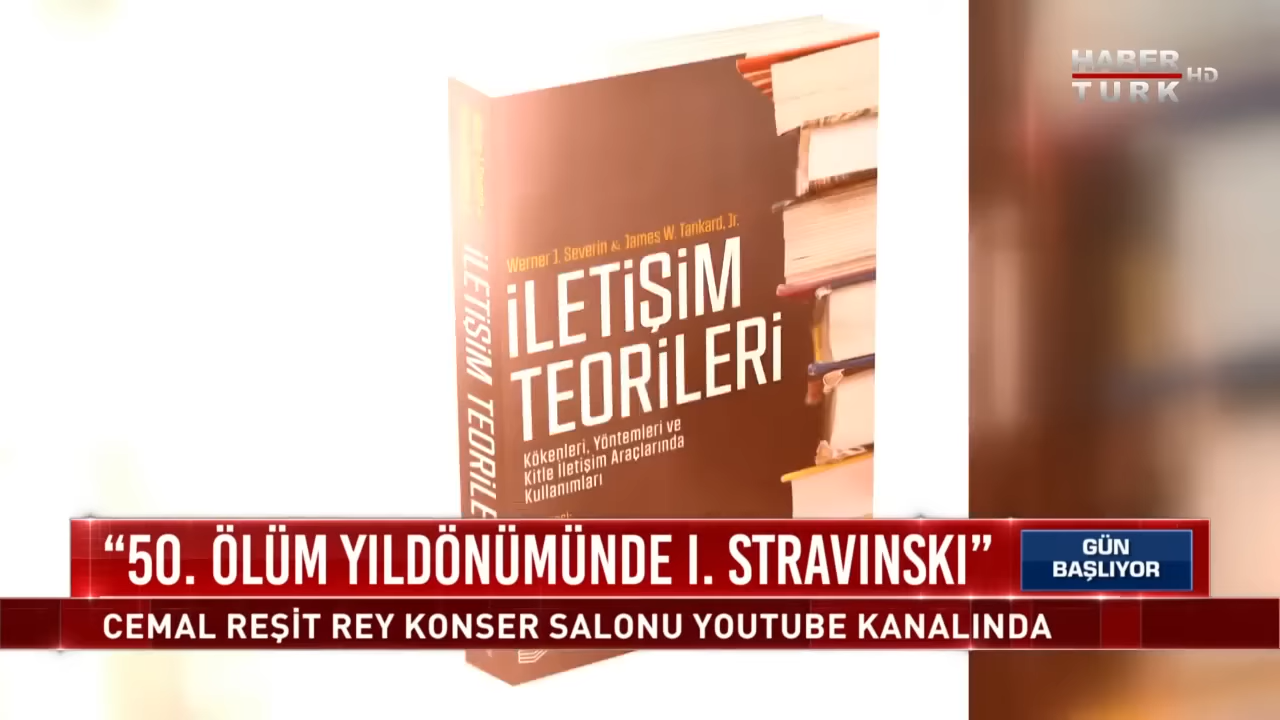 HABER
TURK HD
Werner J. Severin & James W. Tankard, Jr.
İLETİŞİM
TEORİLERİ
Kökenleri, Yöntemleri ve
Kitle İletişim Araçlarında
Kullanımları
İLETİŞİM TEORİLE
“50. ÖLÜM YILDÖNÜMÜNDE I. STRAVINSKI”
GÜN
BAŞLIYOR
CEMAL REŞİT REY KONSER SALONU YOUTUBE KANALINDA